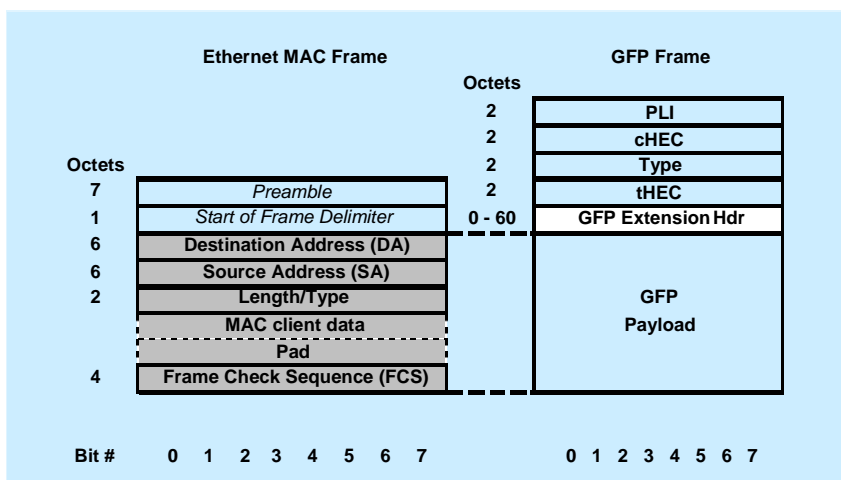 Ethernet MAC Frame
GFP Frame
Octets
2 PLI
2 cHEC
2 Type
2 tHEC
0 - 60 GFP Extension Hdr
GFP
Payload
Octets
7 Preamble
1 Start of Frame Delimiter
6 Destination Address (DA)
6 Source Address (SA)
2 Length/Type
MAC client data
Pad
4 Frame Check Sequence (FCS)
Bit # 0 1 2 3 4 5 6 7
0 1 2 3 4 5 6 7